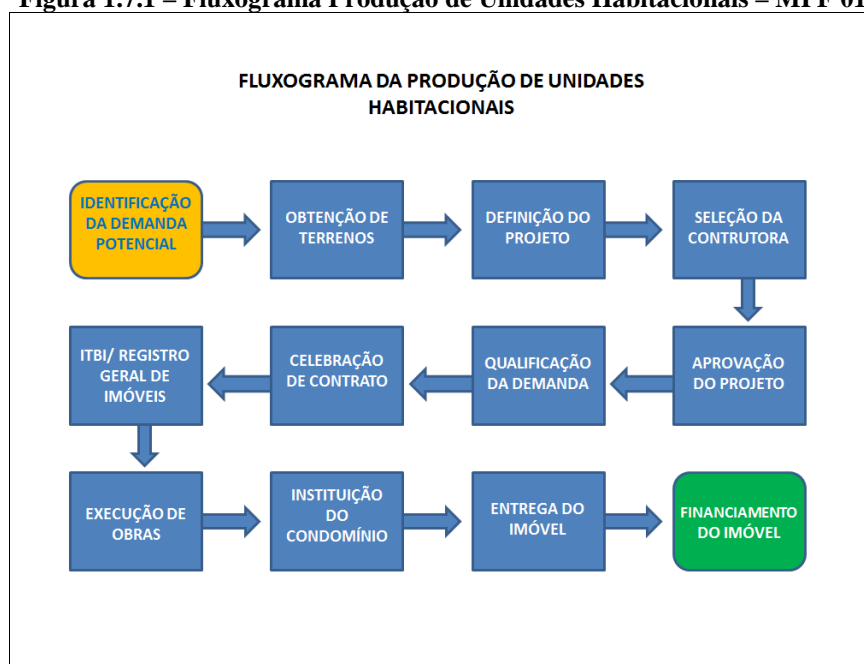 Figura 1.7.1 – Fluxograma Produção de Unidades Habitacionais – MPF 01
FLUXOGRAMA DA PRODUÇÃO DE UNIDADES
HABITACIONAIS
IDENTIFICAÇÃO
DA DEMANDA
POTENCIAL
OBTENÇÃO DE
TERRENOS
DEFINIÇÃO DO
PROJETO
SELEÇÃO DA
CONTRUTORA
APROVAÇÃO
DO PROJETO
QUALIFICAÇÃO
DA DEMANDA
CELEBRAÇÃO
DE CONTRATO
ITBI/ REGISTRO
GERAL DE
IMÓVEIS
EXECUÇÃO DE
OBRAS
INSTITUIÇÃO
DO
CONDOMÍNIO
ENTREGA DO
IMÓVEL
FINANCIAMENTO
DO IMÓVEL